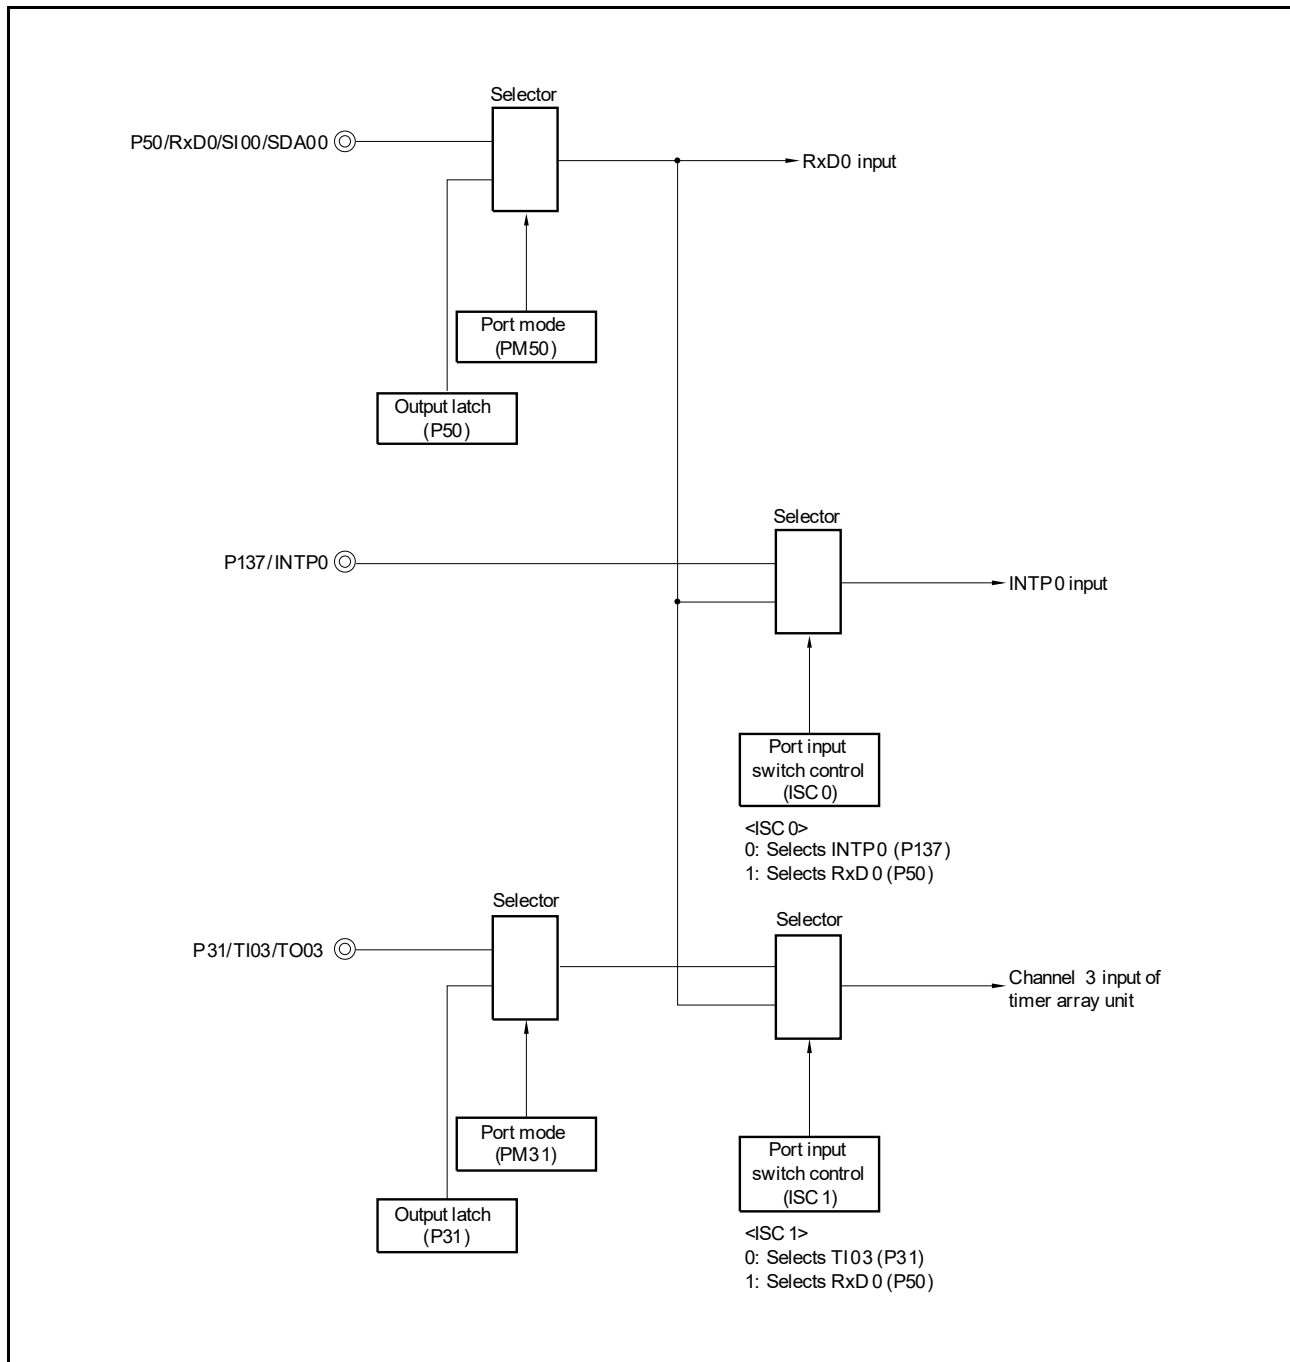 Selector
P50/RxD0/SI00/SDA00
RxD0 input
Port mode
(PM50)
Output latch
(P50)
Selector
P137/INTP0
INTP0 input
Port input
switch control
(ISC0)
<ISC0>
0: Selects INTP0 (P137)
1: Selects RxD0 (P50)
Selector
Selector
P31/TI03/TO03
Channel 3 input of
timer array unit
Port mode
(PM31)
Port input
switch control
(ISC1)
Output latch
(P31)
<ISC1>
0: Selects TI03 (P31)
1: Selects RxD0 (P50)